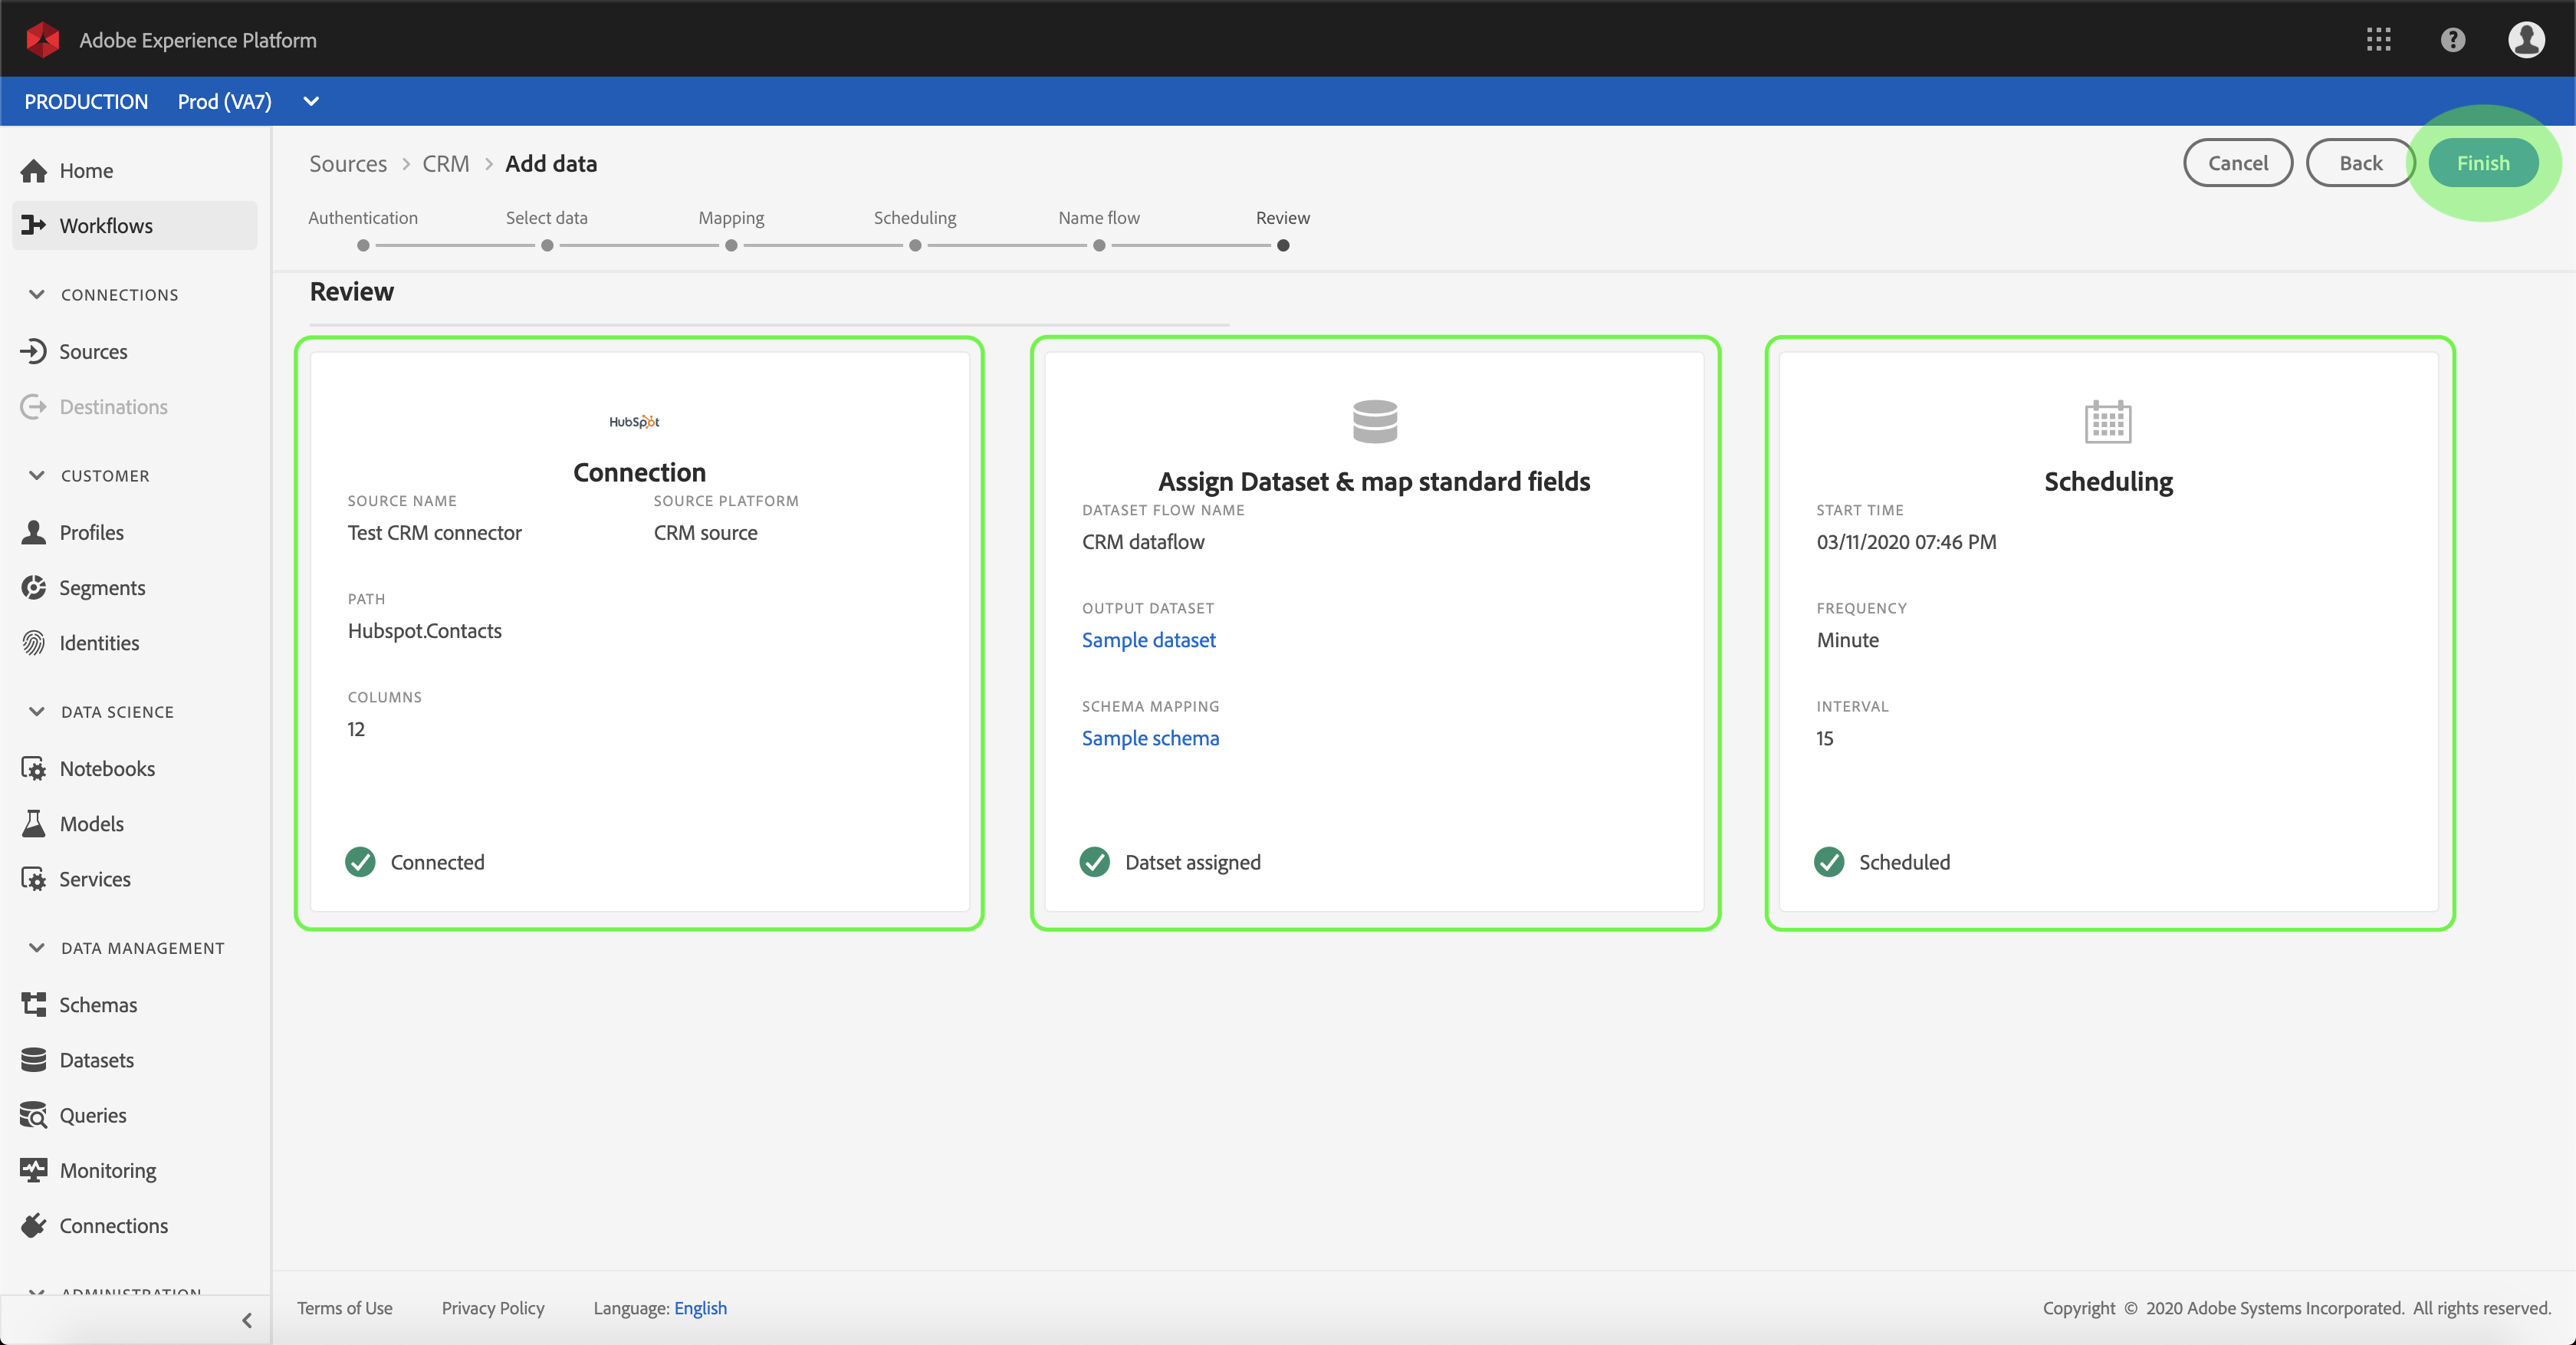 Adobe Experience Platform
PRODUCTION Prod (VA7)
Home
Workflows
CONNECTIONS
Sources
Destinations
CUSTOMER
Profiles
Segments
Identities
DATA SCIENCE
Notebooks
Models
Services
DATA MANAGEMENT
Schemas
Datasets
Queries
Monitoring
Connections
ADMINISTRATION
Sources > CRM > Add data
Cancel Back Finish
Authentication Select data Mapping Scheduling Name flow Review
Review
HubSpot
Connection
SOURCE NAME SOURCE PLATFORM
Test CRM connector CRM source
PATH
Hubspot.Contacts
COLUMNS
12
Connected
Assign Dataset & map standard fields
DATASET FLOW NAME
CRM dataflow
OUTPUT DATASET
Sample dataset
SCHEMA MAPPING
Sample schema
Datset assigned
Scheduling
START TIME
03/11/2020 07:46 PM
FREQUENCY
Minute
INTERVAL
15
Scheduled
Terms of Use Privacy Policy Language: English Copyright © 2020 Adobe Systems Incorporated. All rights reserved.